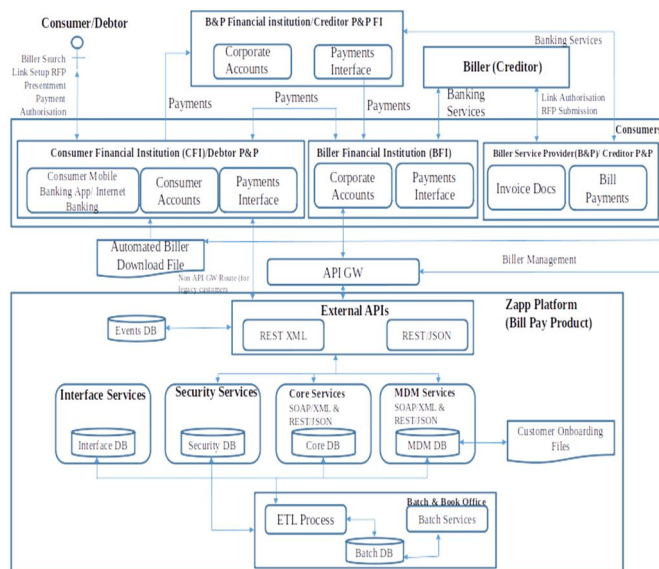 Consumer/Debtor
B&P Financial institution/Creditor P&P FI
Corporate
Accounts
Payments
Interface
Banking Services
Biller (Creditor)
Biller Search
Link Setup RFP
Presentment
Payment
Authorisation
Payments
Payments
Payments
Banking
Services
Link Authorisation
RFP Submission
Consumers
Consumer Financial Institution (CFI)/Debtor P&P
Consumer Mobile
Banking App/ Internet
Banking
Consumer
Accounts
Payments
Interface
Biller Financial Institution (BFI)
Corporate
Accounts
Payments
Interface
Biller Service Provider(B&P)/ Creditor P&P
Invoice Docs
Bill
Payments
Automated Biller
Download File
Non API GW Route (for
legacy customers
API GW
Biller Management
Zapp Platform
(Bill Pay Product)
External APIs
REST XML
REST/JSON
Events DB
Interface Services
Interface DB
Security Services
Security DB
Core Services
SOAP/XML &
REST/JSON
Core DB
MDM Services
SOAP/XML &
REST/JSON
MDM DB
Customer Onboarding
Files
Batch & Book Office
ETL Process
Batch Services
Batch DB